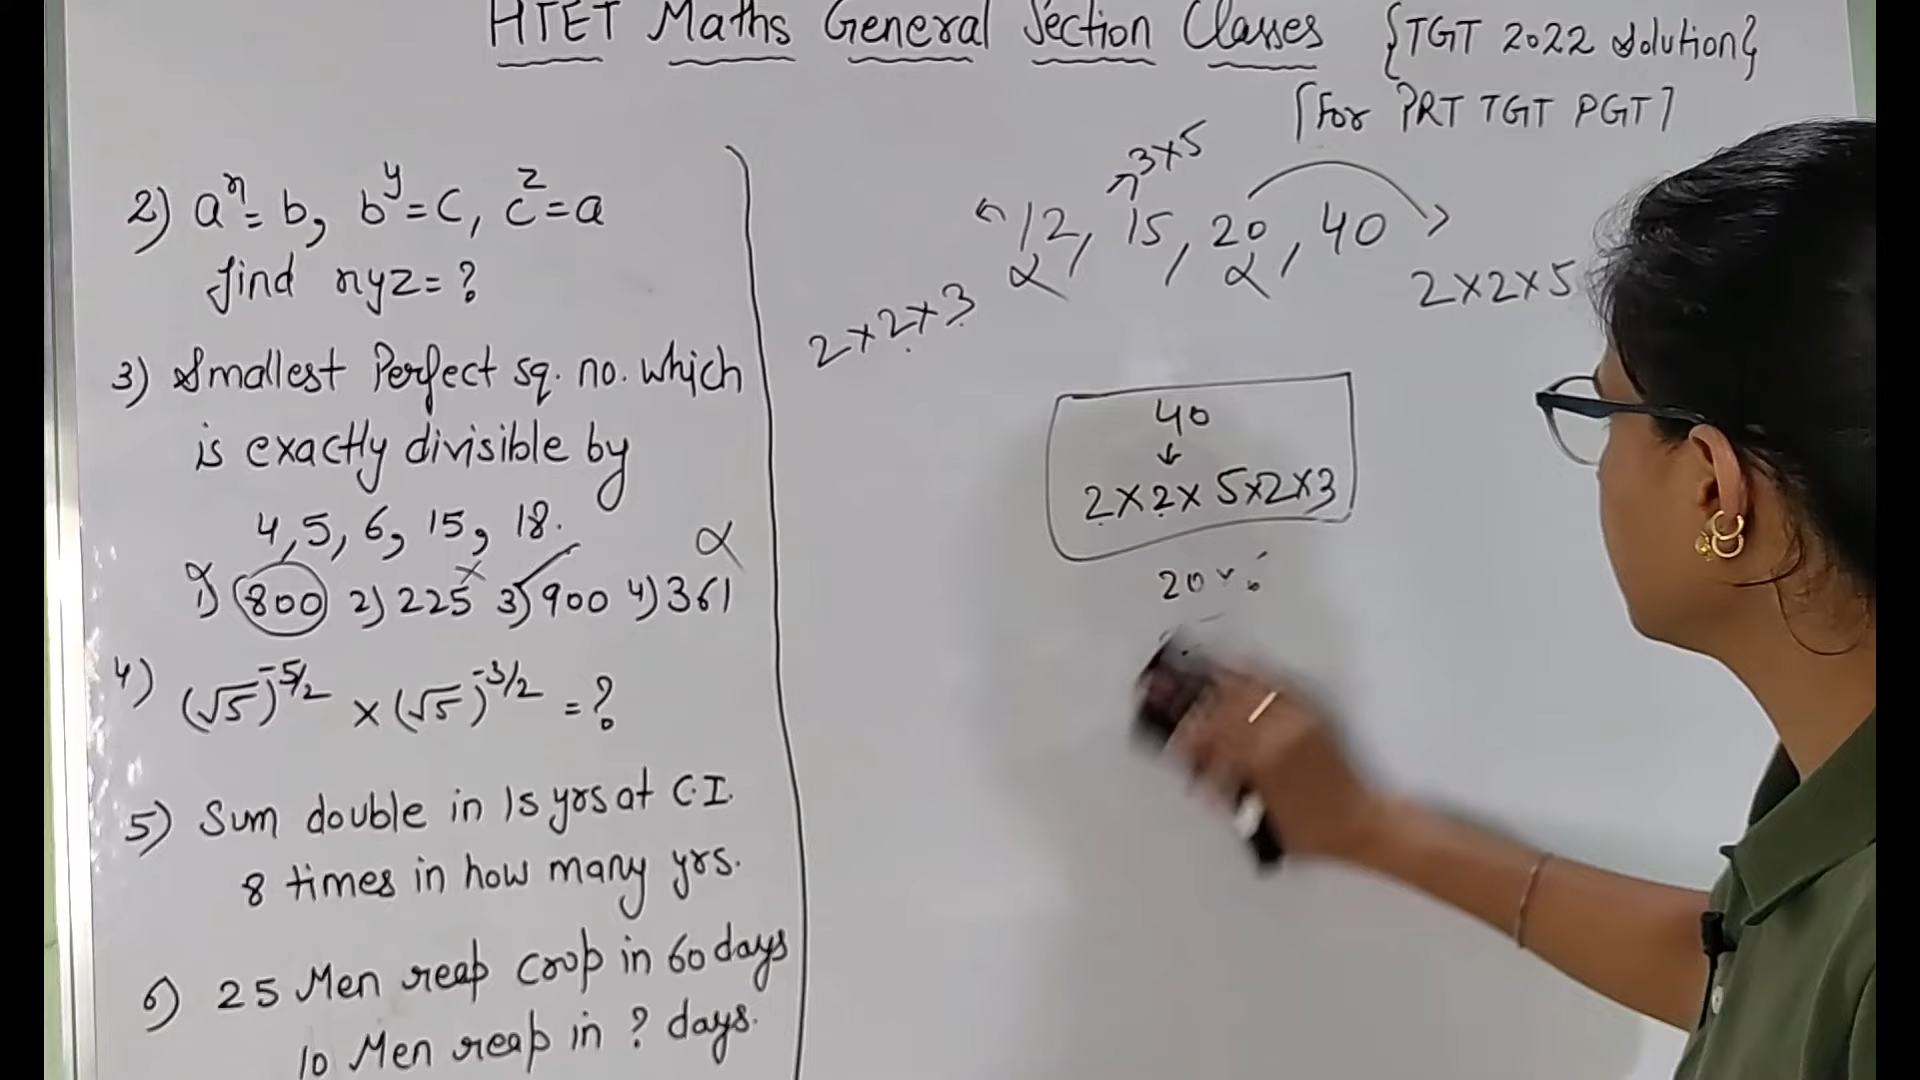 HTET Maths General Section Classes {TGT 2022 Solution}
[For PRT TGT PGT]
2) aˣ = b, bʸ = c, cᶻ = a
find xyz = ?
3) Smallest Perfect sq. no. which
is exactly divisible by
4, 5, 6, 15, 18.
1) 800 2) 225 3) 900 4) 361
4) (√5)^-5/2 × (√5)^-3/2 = ?
5) Sum double in 15 yrs at C.I.
8 times in how many yrs.
6) 25 Men reap crop in 60 days
10 Men reap in ? days.
3×5
12, 15, 20, 40
2×2×3
2×2×5
40
↓
2×2×5×2×3
20